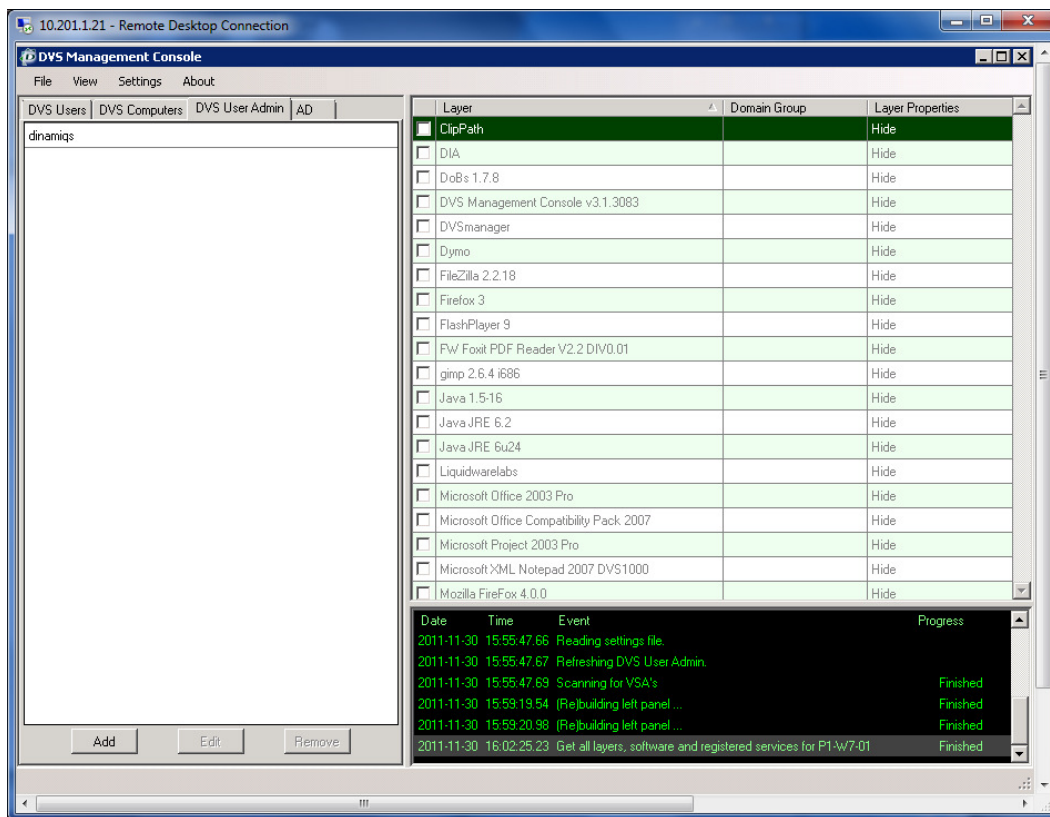 10.201.1.21 - Remote Desktop Connection
DVS Management Console
File View Settings About
DVS Users DVS Computers DVS User Admin AD
dinamiqs
Add Edit Remove
Layer Domain Group Layer Properties
ClipPath Hide
DIA Hide
DoBs 1.7.8 Hide
DVS Management Console v3.1.3083 Hide
DVSmanager Hide
Dymo Hide
FileZilla 2.2.18 Hide
Firefox 3 Hide
FlashPlayer 9 Hide
FW Foxit PDF Reader V2.2 DIV0.01 Hide
gimp 2.6.4 i686 Hide
Java 1.5-16 Hide
Java JRE 6.2 Hide
Java JRE 6u24 Hide
Liquidwarelabs Hide
Microsoft Office 2003 Pro Hide
Microsoft Office Compatibility Pack 2007 Hide
Microsoft Project 2003 Pro Hide
Microsoft XML Notepad 2007 DVS1000 Hide
Mozilla FireFox 4.0.0 Hide
Date Time Event Progress
2011-11-30 15:55:47.66 Reading settings file.
2011-11-30 15:55:47.67 Refreshing DVS User Admin.
2011-11-30 15:55:47.69 Scanning for VSA's Finished
2011-11-30 15:59:19.54 (Re)building left panel ... Finished
2011-11-30 15:59:20.98 (Re)building left panel ... Finished
2011-11-30 16:02:25.23 Get all layers, software and registered services for P1-W7-01 Finished